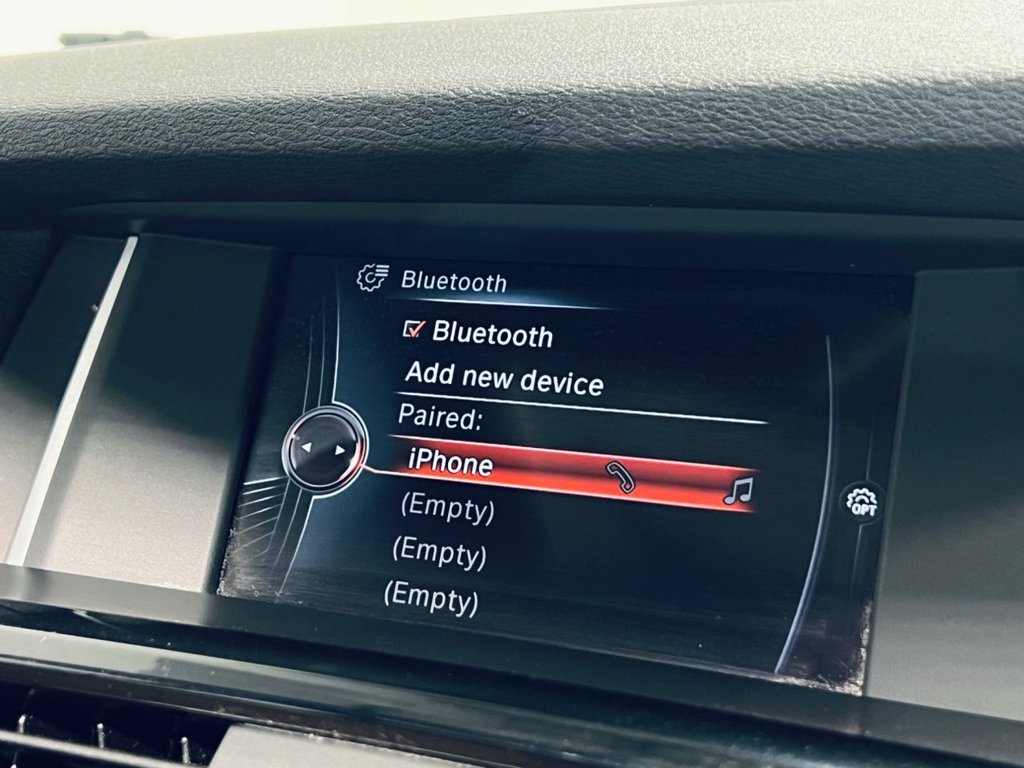 Bluetooth
Bluetooth
Add new device
Paired:
iPhone
(Empty)
OPT
(Empty)
(Empty)